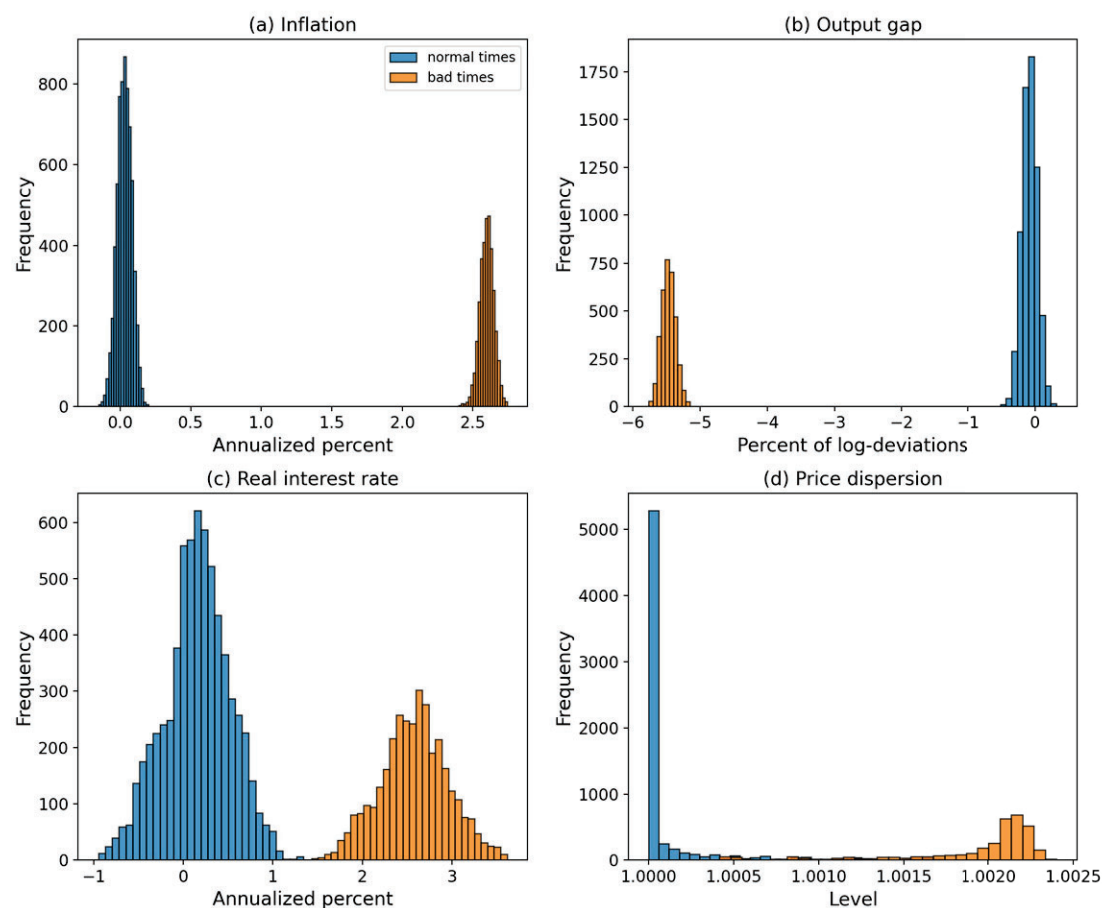 (a) Inflation
normal times
bad times
Frequency
800
600
400
200
0
0.0 0.5 1.0 1.5 2.0 2.5
Annualized percent
(b) Output gap
Frequency
1750
1500
1250
1000
750
500
250
0
−6 −5 −4 −3 −2 −1 0
Percent of log-deviations
(c) Real interest rate
Frequency
600
500
400
300
200
100
0
−1 0 1 2 3
Annualized percent
(d) Price dispersion
Frequency
5000
4000
3000
2000
1000
0
1.0000 1.0005 1.0010 1.0015 1.0020 1.0025
Level